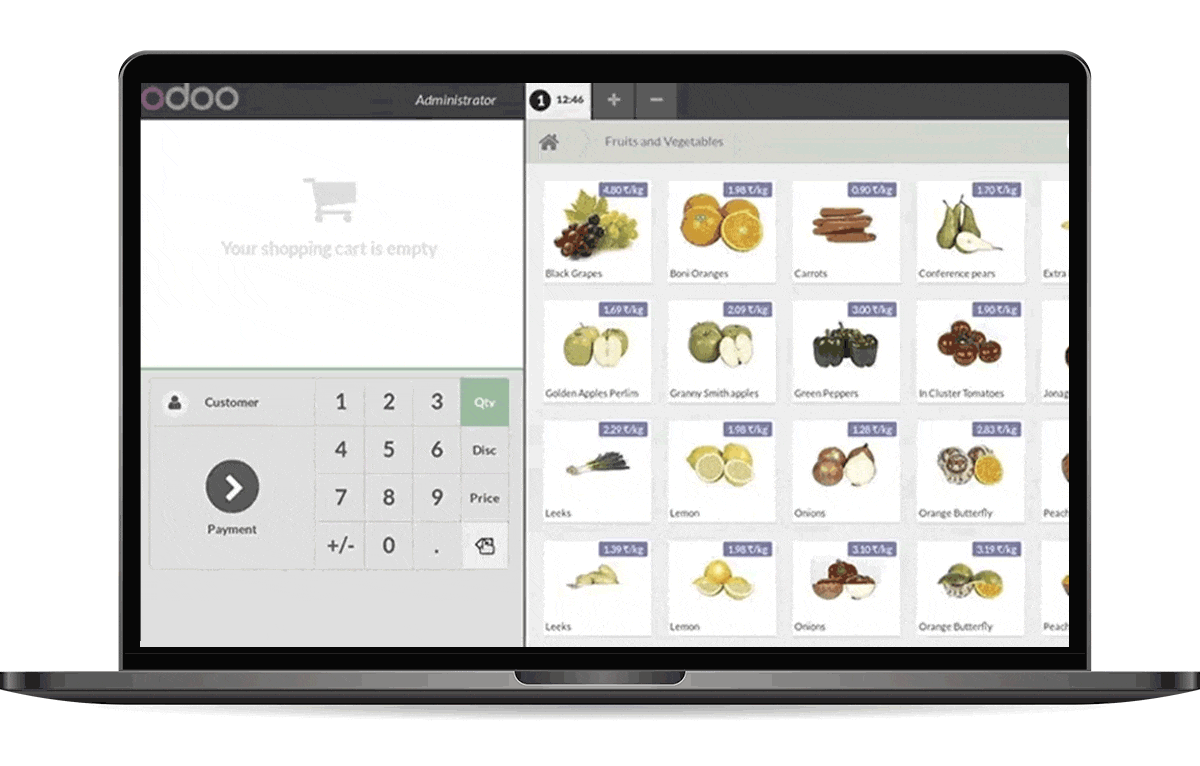 odoo
Administrator
1 12:46 + −
Fruits and Vegetables
Your shopping cart is empty
4.80 ₹/kg
Black Grapes
1.98 ₹/kg
Boni Oranges
0.90 ₹/kg
Carrots
1.70 ₹/kg
Conference pears
Extra
1.69 ₹/kg
Golden Apples Perlim
2.09 ₹/kg
Granny Smith apples
3.00 ₹/kg
Green Peppers
1.90 ₹/kg
In Cluster Tomatoes
Jonag
2.29 ₹/kg
Leeks
1.98 ₹/kg
Lemon
1.28 ₹/kg
Onions
2.83 ₹/kg
Orange Butterfly
Peach
1.39 ₹/kg
Leeks
1.98 ₹/kg
Lemon
3.10 ₹/kg
Onions
3.19 ₹/kg
Orange Butterfly
Peach
Customer
Payment
1 2 3 Qty
4 5 6 Disc
7 8 9 Price
+/- 0 .